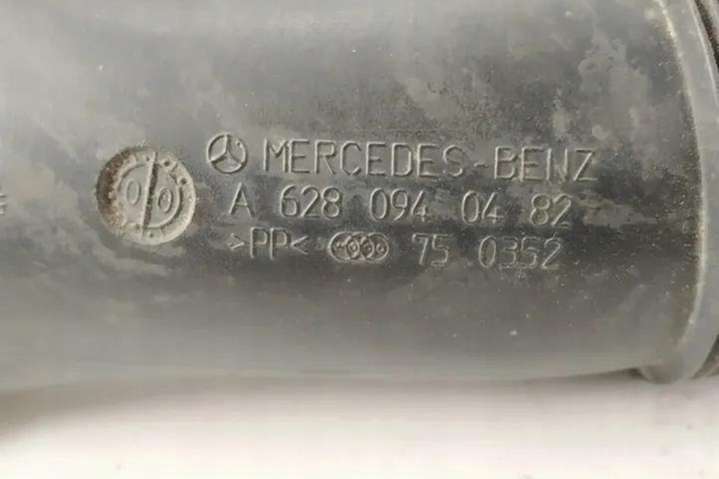 MERCEDES-BENZ
A 628 094 04 82
>PP< 75 0352